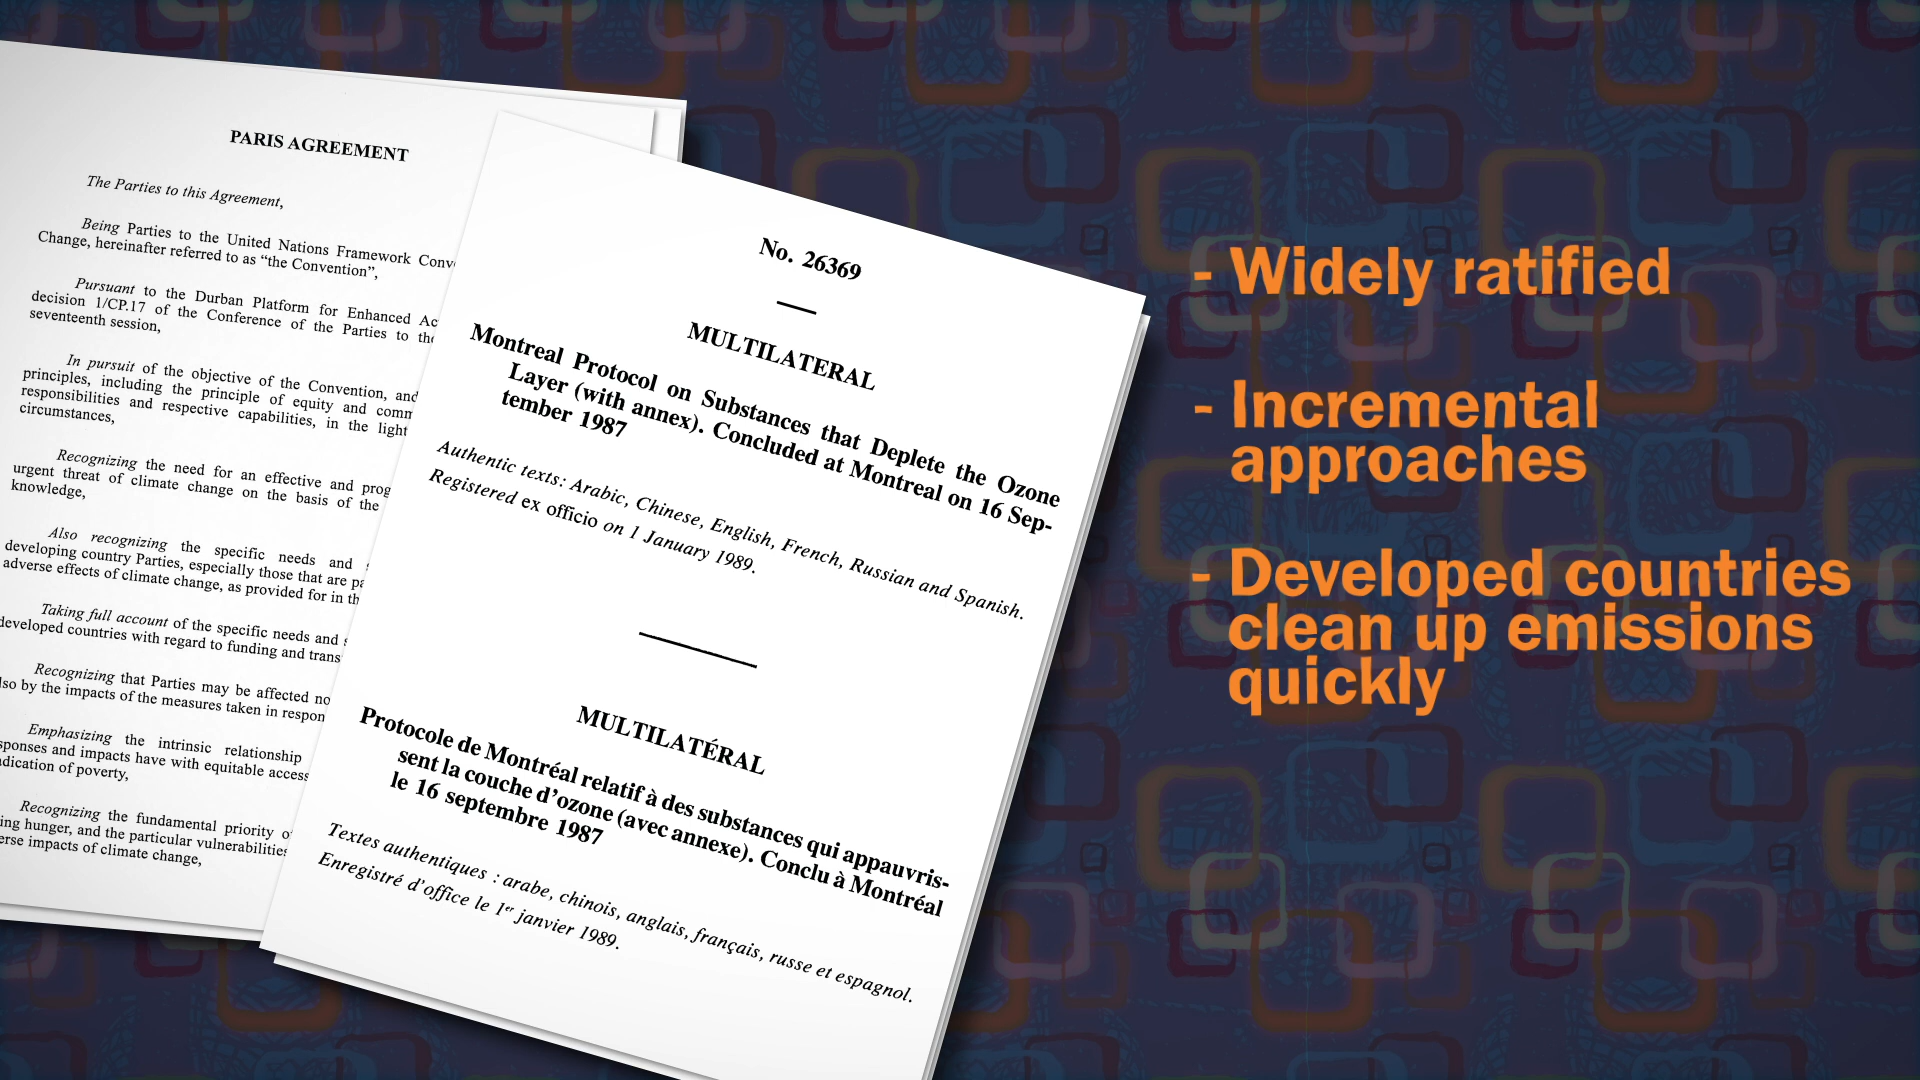 PARIS AGREEMENT
The Parties to this Agreement,
Being Parties to the United Nations Framework
Change, hereinafter referred to as “the Convention”,
Pursuant to the Durban Platform for Enhanced
decision 1/CP.17 of the Conference of the Parties to the
seventeenth session,
In pursuit of the objective of the Convention, and
principles, including the principle of equity and
responsibilities and respective capabilities, in the light
circumstances,
Recognizing the need for an effective and
urgent threat of climate change on the basis of the
knowledge,
Also recognizing the specific needs and
developing country Parties, especially those that are
adverse effects of climate change, as provided for in
Taking full account of the specific needs and
developed countries with regard to funding and
Recognizing that Parties may be affected
by the impacts of the measures taken in
Emphasizing the intrinsic relationship
and impacts have with equitable access
of poverty,
Recognizing the fundamental priority
hunger, and the particular vulnerabilities
impacts of climate change,
No. 26369
MULTILATERAL
Montreal Protocol on Substances that Deplete the Ozone
Layer (with annex). Concluded at Montreal on 16 Sep-
tember 1987
Authentic texts: Arabic, Chinese, English, French, Russian and Spanish.
Registered ex officio on 1 January 1989.
MULTILATÉRAL
Protocole de Montréal relatif à des substances qui appauvris-
sent la couche d’ozone (avec annexe). Conclu à Montréal
le 16 septembre 1987
Textes authentiques : arabe, chinois, anglais, français, russe et espagnol.
Enregistré d’office le 1er janvier 1989.
- Widely ratified
- Incremental
approaches
- Developed countries
clean up emissions
quickly